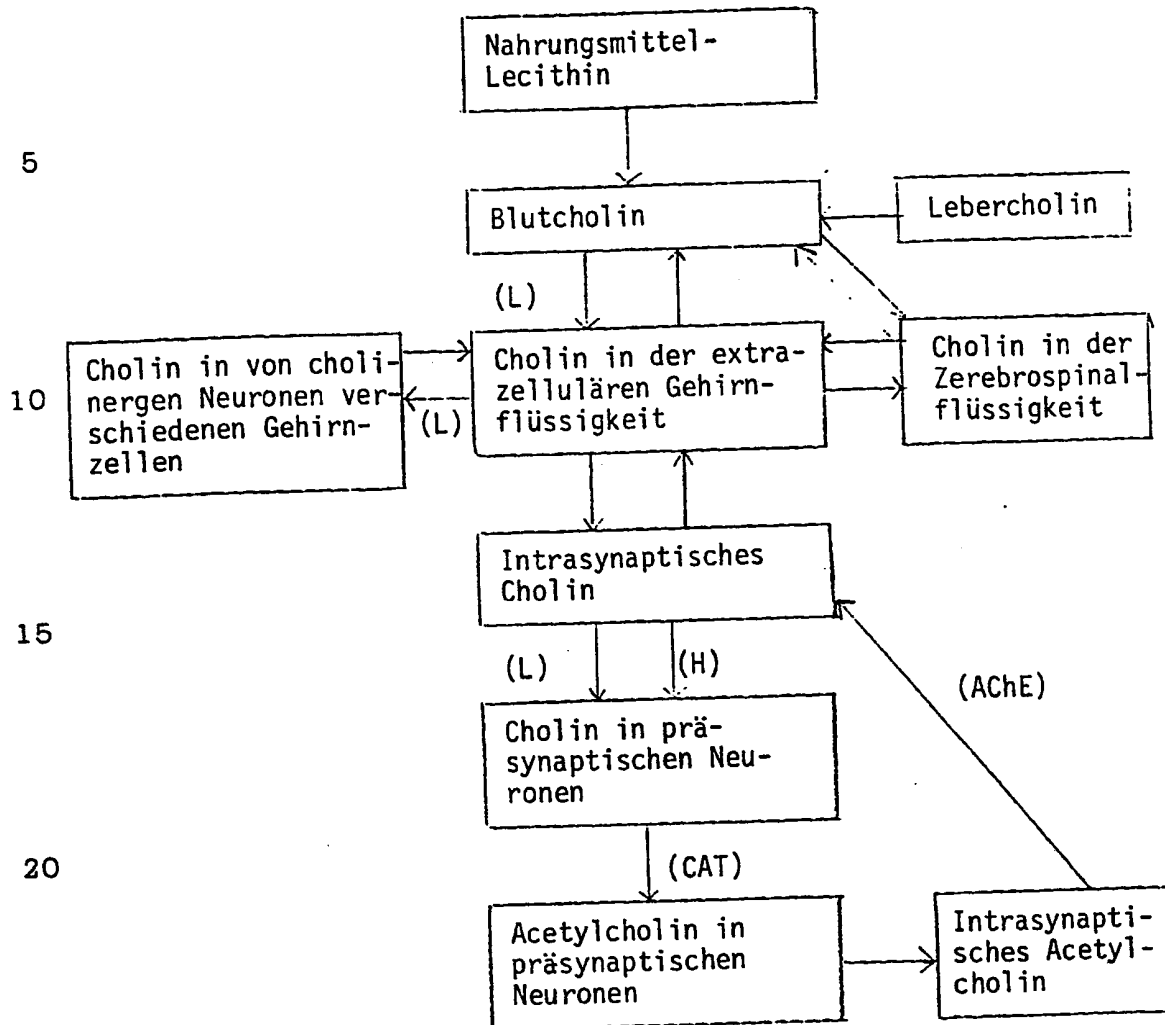 Nahrungsmittel-
Lecithin
5
Blutcholin
Lebercholin
(L)
Cholin in von choli-
nergen Neuronen ver-
schiedenen Gehirn-
zellen
10
(L)
Cholin in der extra-
zellulären Gehirn-
flüssigkeit
Cholin in der
Zerebrospinal-
flüssigkeit
Intrasynaptisches
Cholin
15
(L)
(H)
(AChE)
Cholin in prä-
synaptischen Neu-
ronen
20
(CAT)
Acetylcholin in
präsynaptischen
Neuronen
Intrasynapti-
sches Acetyl-
cholin